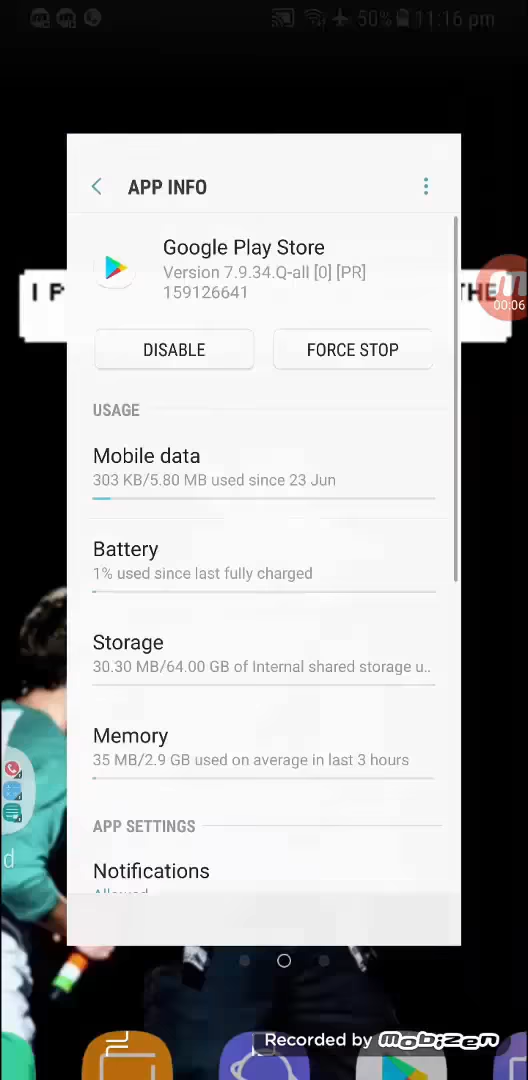 50% 11:16 pm
APP INFO
Google Play Store
I P
Version 7.9.34.Q-all [0] [PR]
159126641
THE
00:06
DISABLE
FORCE STOP
USAGE
Mobile data
303 KB/5.80 MB used since 23 Jun
Battery
1% used since last fully charged
Storage
30.30 MB/64.00 GB of Internal shared storage u..
Memory
35 MB/2.9 GB used on average in last 3 hours
APP SETTINGS
Notifications
Allowed
d
Recorded by mobizen